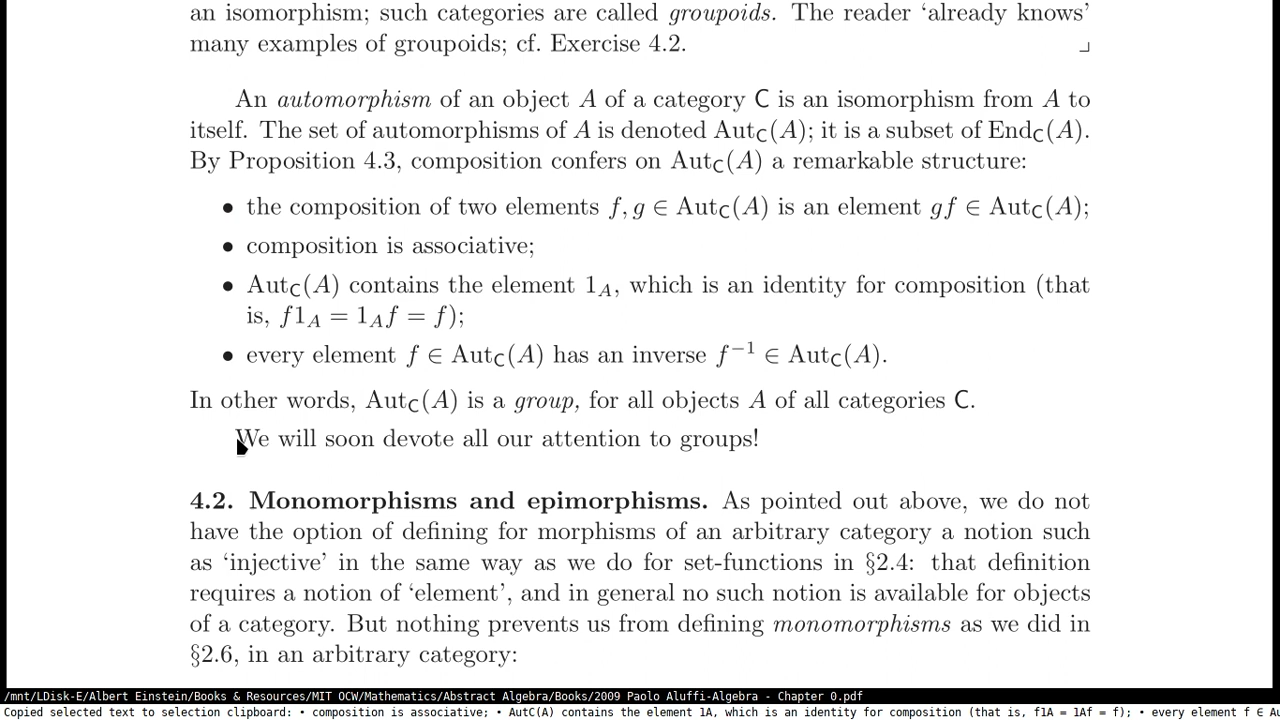 an isomorphism; such categories are called groupoids. The reader ‘already knows’
many examples of groupoids; cf. Exercise 4.2. ⌟
An automorphism of an object A of a category C is an isomorphism from A to
itself. The set of automorphisms of A is denoted Aut_C(A); it is a subset of End_C(A).
By Proposition 4.3, composition confers on Aut_C(A) a remarkable structure:
• the composition of two elements f, g ∈ Aut_C(A) is an element gf ∈ Aut_C(A);
• composition is associative;
• Aut_C(A) contains the element 1_A, which is an identity for composition (that
is, f1_A = 1_Af = f);
• every element f ∈ Aut_C(A) has an inverse f⁻¹ ∈ Aut_C(A).
In other words, Aut_C(A) is a group, for all objects A of all categories C.
We will soon devote all our attention to groups!
4.2. Monomorphisms and epimorphisms. As pointed out above, we do not
have the option of defining for morphisms of an arbitrary category a notion such
as ‘injective’ in the same way as we do for set-functions in §2.4: that definition
requires a notion of ‘element’, and in general no such notion is available for objects
of a category. But nothing prevents us from defining monomorphisms as we did in
§2.6, in an arbitrary category:
/mnt/LDisk-E/Albert Einstein/Books & Resources/MIT OCW/Mathematics/Abstract Algebra/Books/2009 Paolo Aluffi-Algebra - Chapter 0.pdf
Copied selected text to selection clipboard: • composition is associative; • AutC(A) contains the element 1A, which is an identity for composition (that is, f1A = 1Af = f); • every element f ∈ A